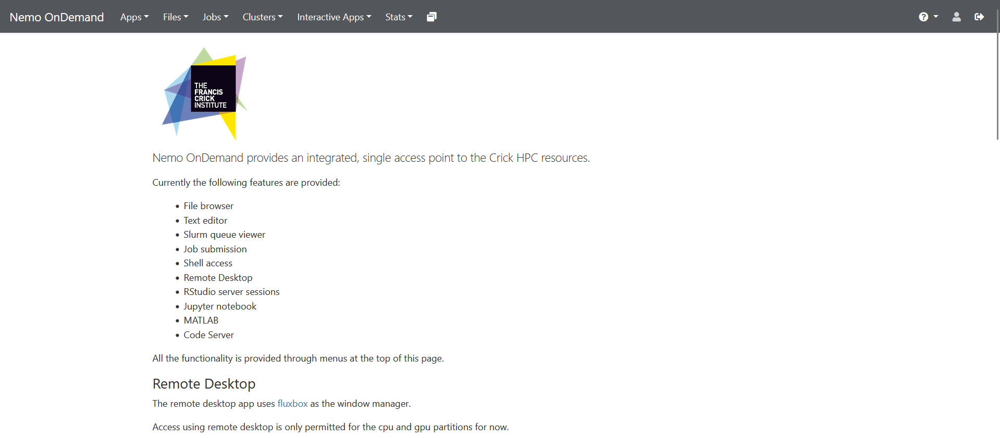 Nemo OnDemand Apps Files Jobs Clusters Interactive Apps Stats
THE
FRANCIS
CRICK
INSTITUTE
Nemo OnDemand provides an integrated, single access point to the Crick HPC resources.
Currently the following features are provided:
• File browser
• Text editor
• Slurm queue viewer
• Job submission
• Shell access
• Remote Desktop
• RStudio server sessions
• Jupyter notebook
• MATLAB
• Code Server
All the functionality is provided through menus at the top of this page.
Remote Desktop
The remote desktop app uses fluxbox as the window manager.
Access using remote desktop is only permitted for the cpu and gpu partitions for now.